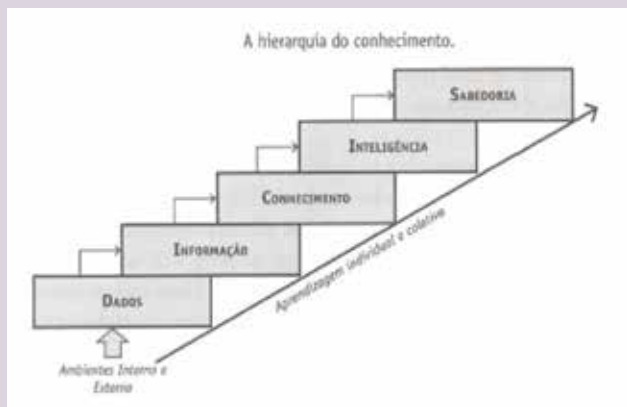 A hierarquia do conhecimento.
SABEDORIA
INTELIGÊNCIA
CONHECIMENTO
INFORMAÇÃO
DADOS
Aprendizagem individual e coletiva
Ambientes Interno e
Externo